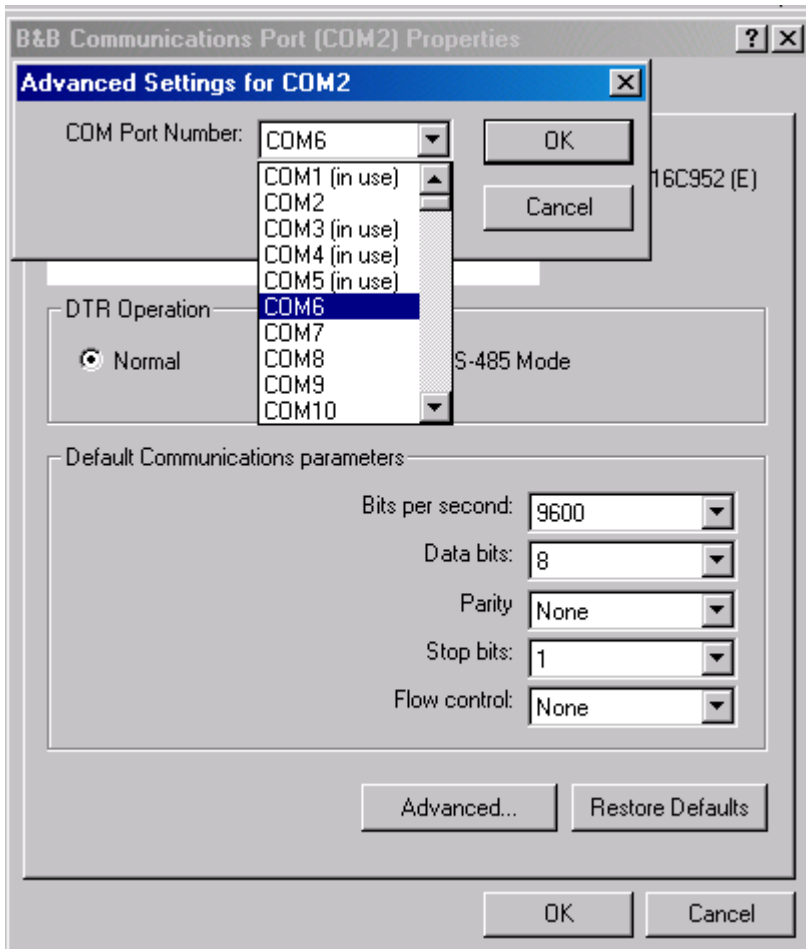 B&B Communications Port (COM2) Properties
Advanced Settings for COM2
COM Port Number:
COM6
OK
Cancel
COM1 (in use)
COM2
COM3 (in use)
COM4 (in use)
COM5 (in use)
COM6
COM7
COM8
COM9
COM10
16C952 (E)
DTR Operation
Normal
S-485 Mode
Default Communications parameters
Bits per second: 9600
Data bits: 8
Parity None
Stop bits: 1
Flow control: None
Advanced... Restore Defaults
OK Cancel